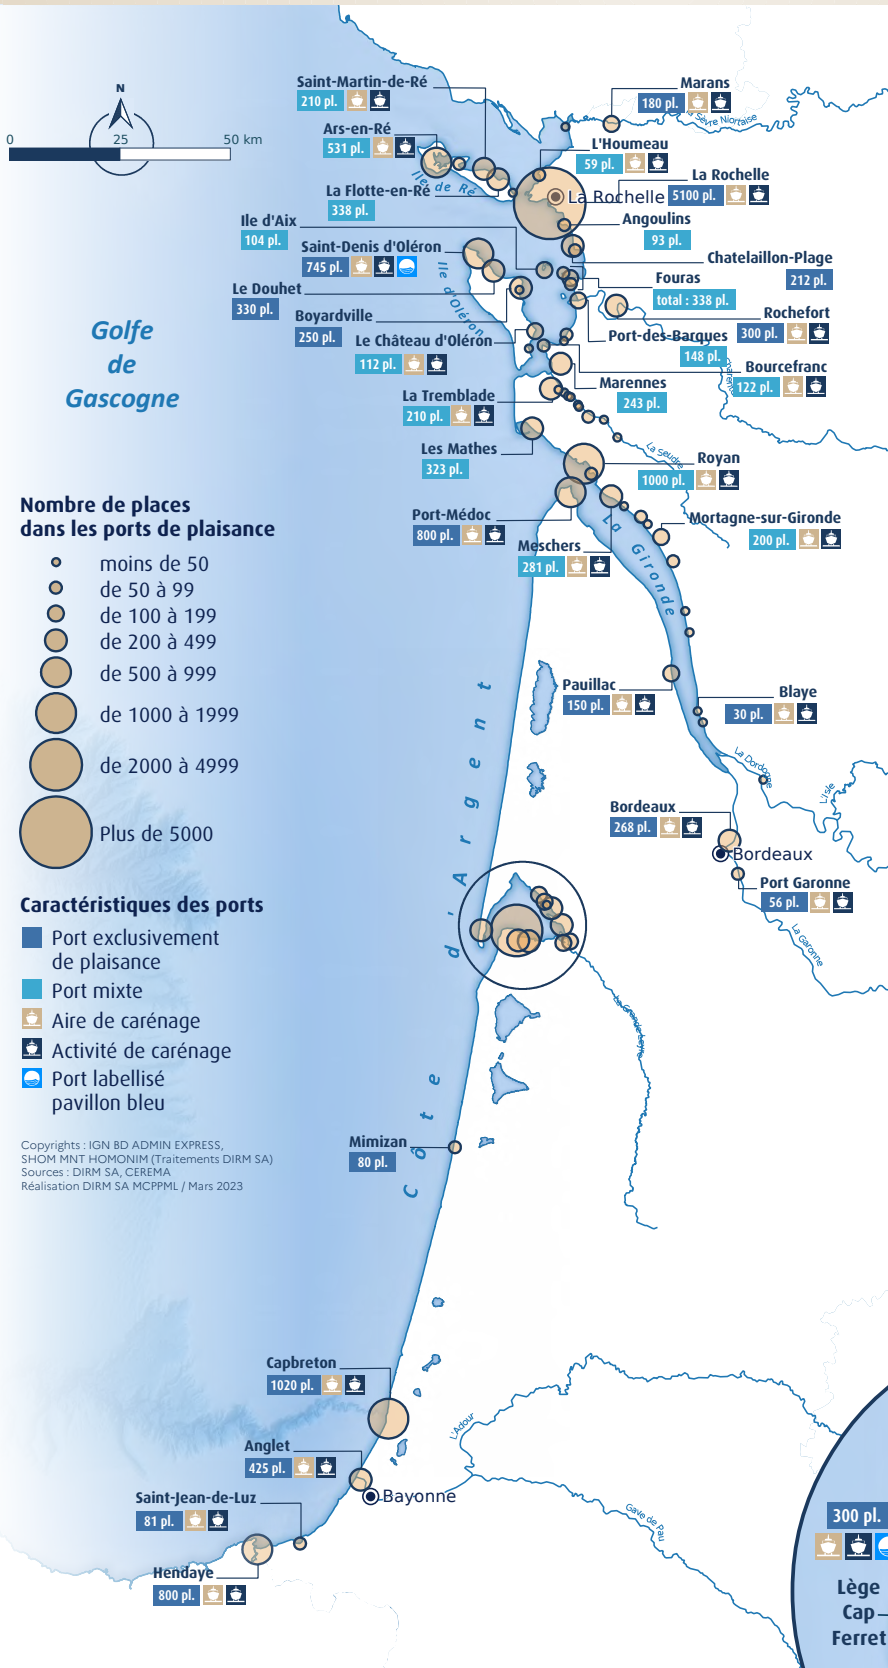 N
0 25 50 km
Saint-Martin-de-Ré
210 pl.
Marans
180 pl.
La Sèvre Niortaise
Ars-en-Ré
531 pl.
L'Houmeau
59 pl.
Ile de Ré
La Flotte-en-Ré
338 pl.
La Rochelle
5100 pl.
La Rochelle
Ile d'Aix
104 pl.
Angoulins
93 pl.
Saint-Denis d'Oléron
745 pl.
Chatelaillon-Plage
212 pl.
Ile d'Oléron
Le Douhet
330 pl.
Fouras
total : 338 pl.
Boyardville
250 pl.
Rochefort
300 pl.
Le Château d'Oléron
112 pl.
Port-des-Barques
148 pl.
Charente
Bourcefranc
122 pl.
Golfe
de
Gascogne
La Tremblade
210 pl.
Marennes
243 pl.
Les Mathes
323 pl.
La Seudre
Royan
1000 pl.
Port-Médoc
800 pl.
Mortagne-sur-Gironde
200 pl.
Meschers
281 pl.
La Gironde
Nombre de places
dans les ports de plaisance
moins de 50
de 50 à 99
de 100 à 199
de 200 à 499
de 500 à 999
de 1000 à 1999
de 2000 à 4999
Plus de 5000
Pauillac
150 pl.
Blaye
30 pl.
La Dordogne
L'Isle
Bordeaux
268 pl.
Bordeaux
Port Garonne
56 pl.
La Garonne
Côte d'Argent
La Grande Leyre
Caractéristiques des ports
Port exclusivement
de plaisance
Port mixte
Aire de carénage
Activité de carénage
Port labellisé
pavillon bleu
Copyrights : IGN BD ADMIN EXPRESS,
SHOM MNT HOMONIM (Traitements DIRM SA)
Sources : DIRM SA, CEREMA
Réalisation DIRM SA MCPPML / Mars 2023
Mimizan
80 pl.
Capbreton
1020 pl.
L'Adour
Anglet
425 pl.
Bayonne
Saint-Jean-de-Luz
81 pl.
Gave de Pau
Hendaye
800 pl.
300 pl.
Lège
Cap
Ferret